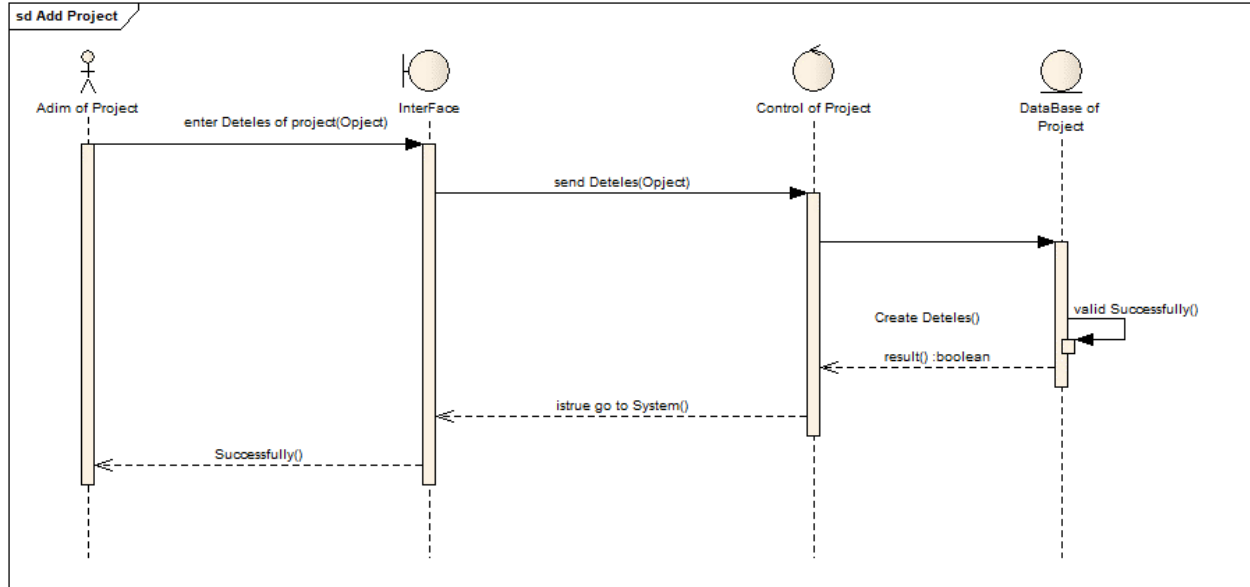 sd Add Project
Adim of Project
InterFace
Control of Project
DataBase of
Project
enter Deteles of project(Opject)
send Deteles(Opject)
valid Successfully()
Create Deteles()
result() :boolean
istrue go to System()
Successfully()